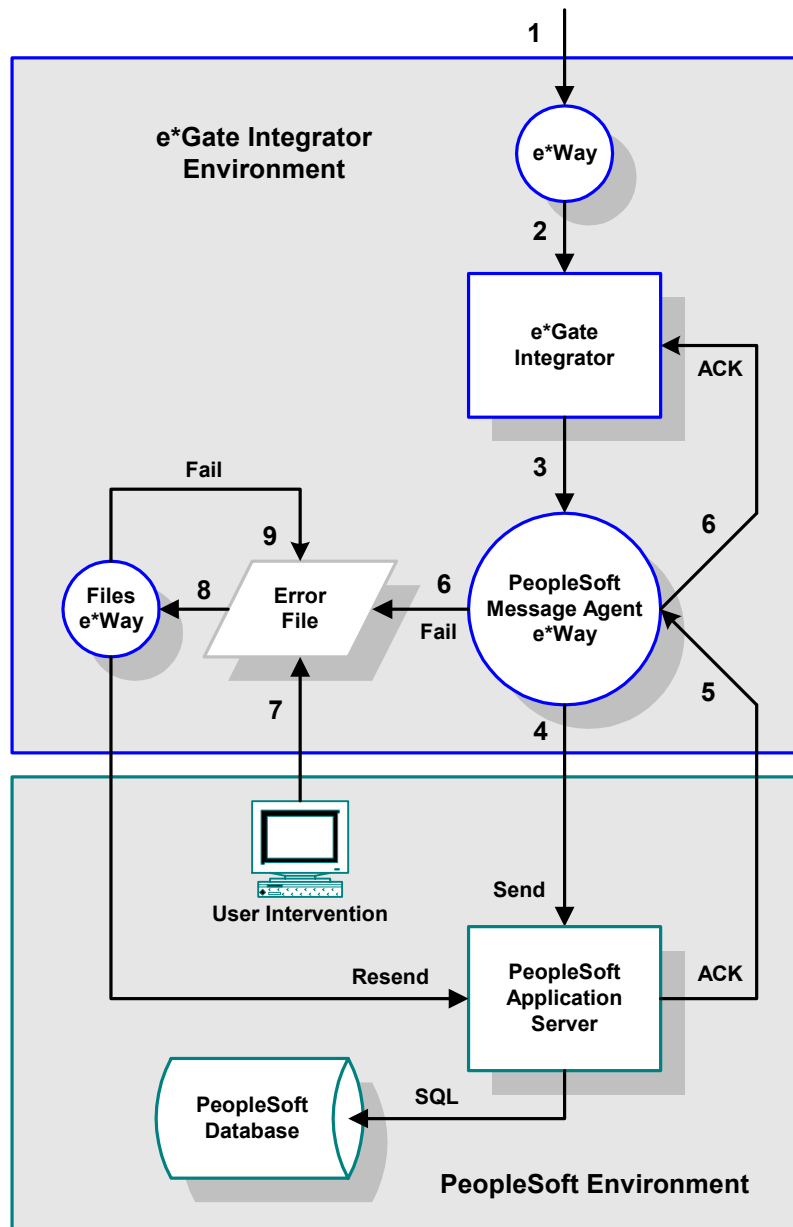 1
e*Gate Integrator
Environment
e*Way
2
e*Gate
Integrator
ACK
3
Fail
9
6
PeopleSoft
Message Agent
e*Way
Files
e*Way
8
Error
File
6
Fail
5
7
4
User Intervention
Send
Resend
PeopleSoft
Application
Server
ACK
PeopleSoft
Database
SQL
PeopleSoft Environment